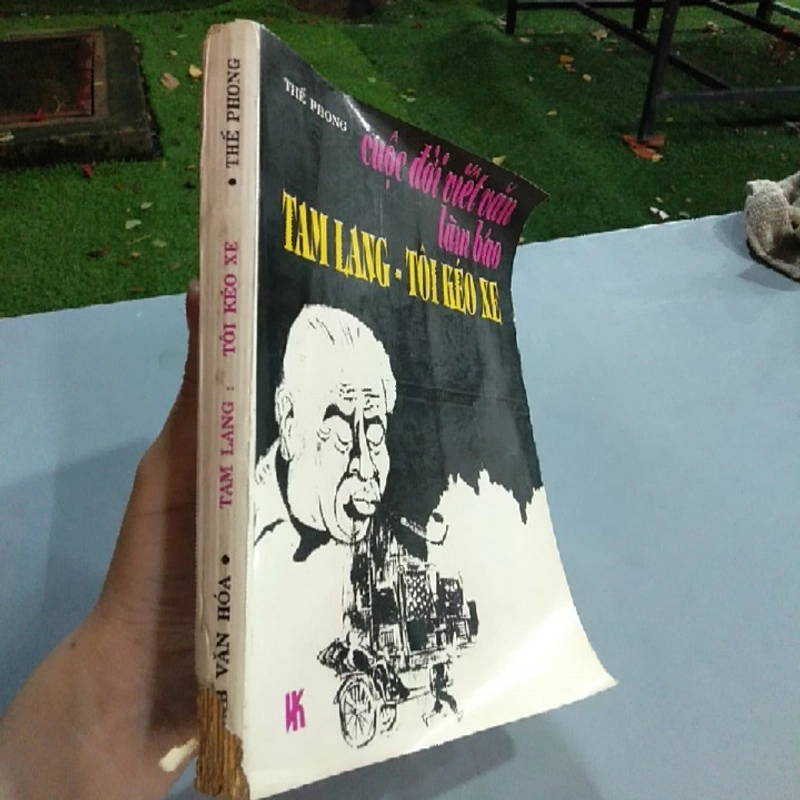 THẾ PHONG
cuộc đời viết văn
làm báo
TAM LANG - TÔI KÉO XE
VĂN HÓA • TAM LANG : TÔI KÉO XE • THẾ PHONG